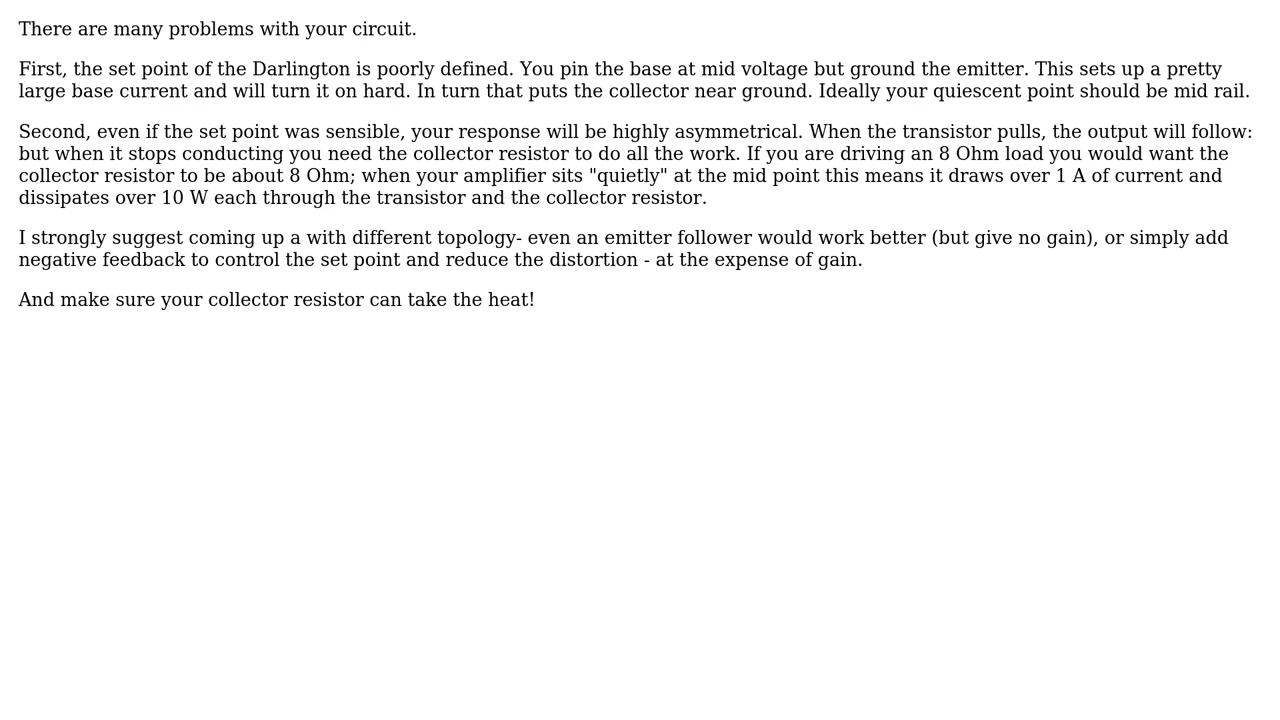 There are many problems with your circuit.
First, the set point of the Darlington is poorly defined. You pin the base at mid voltage but ground the emitter. This sets up a pretty
large base current and will turn it on hard. In turn that puts the collector near ground. Ideally your quiescent point should be mid rail.
Second, even if the set point was sensible, your response will be highly asymmetrical. When the transistor pulls, the output will follow:
but when it stops conducting you need the collector resistor to do all the work. If you are driving an 8 Ohm load you would want the
collector resistor to be about 8 Ohm; when your amplifier sits "quietly" at the mid point this means it draws over 1 A of current and
dissipates over 10 W each through the transistor and the collector resistor.
I strongly suggest coming up a with different topology- even an emitter follower would work better (but give no gain), or simply add
negative feedback to control the set point and reduce the distortion - at the expense of gain.
And make sure your collector resistor can take the heat!